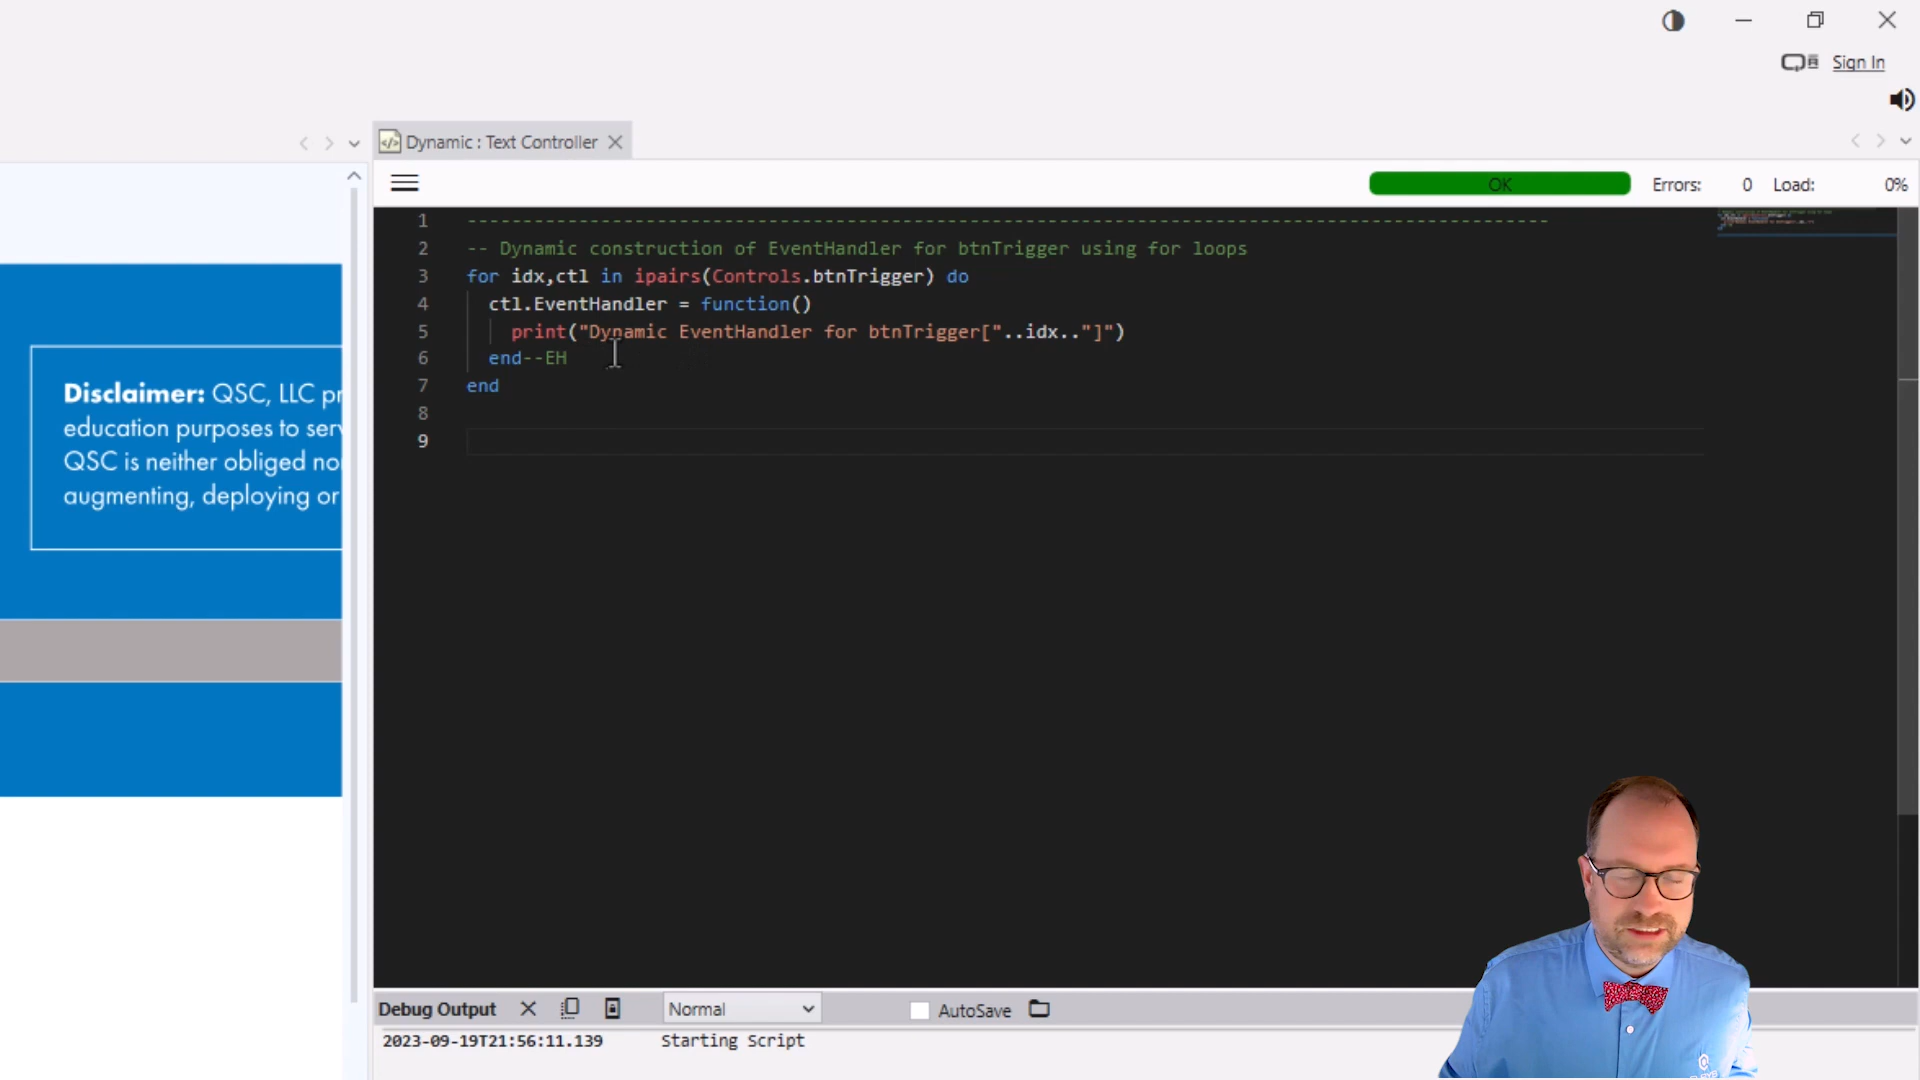 Sign In
Dynamic : Text Controller
OK Errors: 0 Load: 0%
1 --------------------------------------------------------------------------------------------------
2 -- Dynamic construction of EventHandler for btnTrigger using for loops
3 for idx,ctl in ipairs(Controls.btnTrigger) do
4 ctl.EventHandler = function()
5 print("Dynamic EventHandler for btnTrigger["..idx.."]")
6 end--EH
7 end
8
9
Disclaimer: QSC, LLC pr
education purposes to serv
QSC is neither obliged no
augmenting, deploying or
Debug Output Normal AutoSave
2023-09-19T21:56:11.139 Starting Script